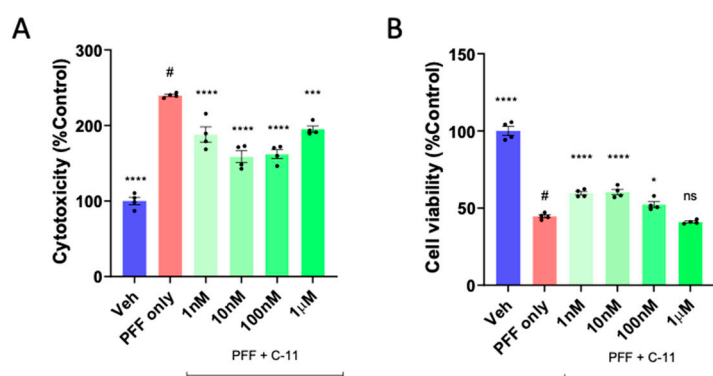 A
Cytotoxicity (%Control)
300
200
100
0
****
#
****
****
****
***
Veh
PFF only
1nM
10nM
100nM
1μM
PFF + C-11
B
Cell viability (%Control)
150
100
50
0
****
#
****
****
*
ns
Veh
PFF only
1nM
10nM
100nM
1μM
PFF + C-11